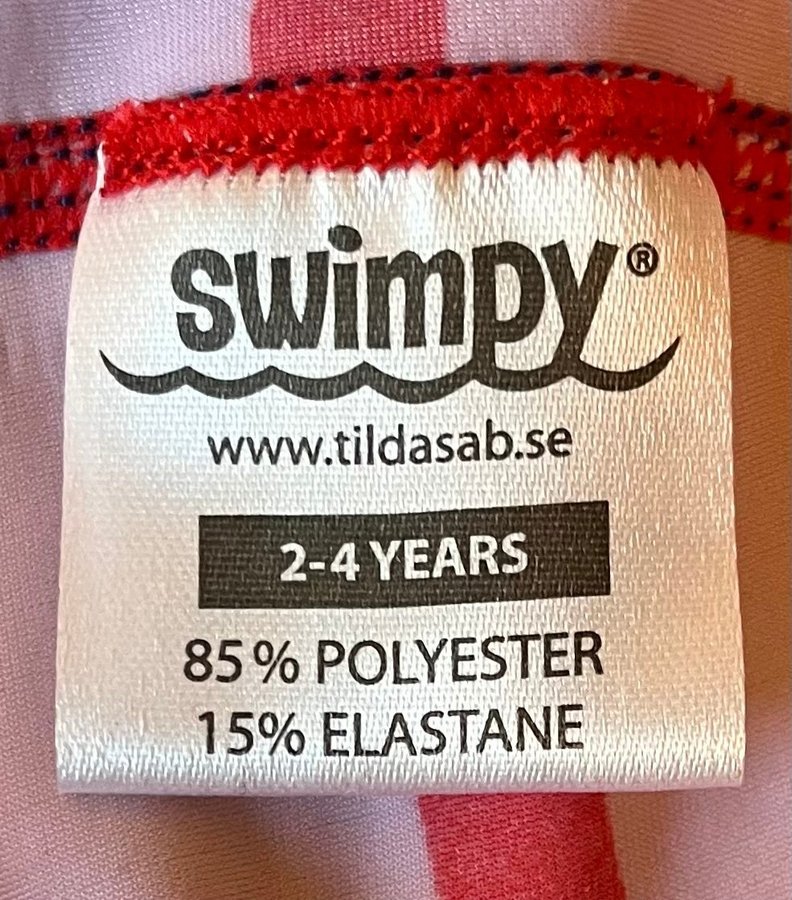 swimpy®
www.tildasab.se
2-4 YEARS
85% POLYESTER
15% ELASTANE